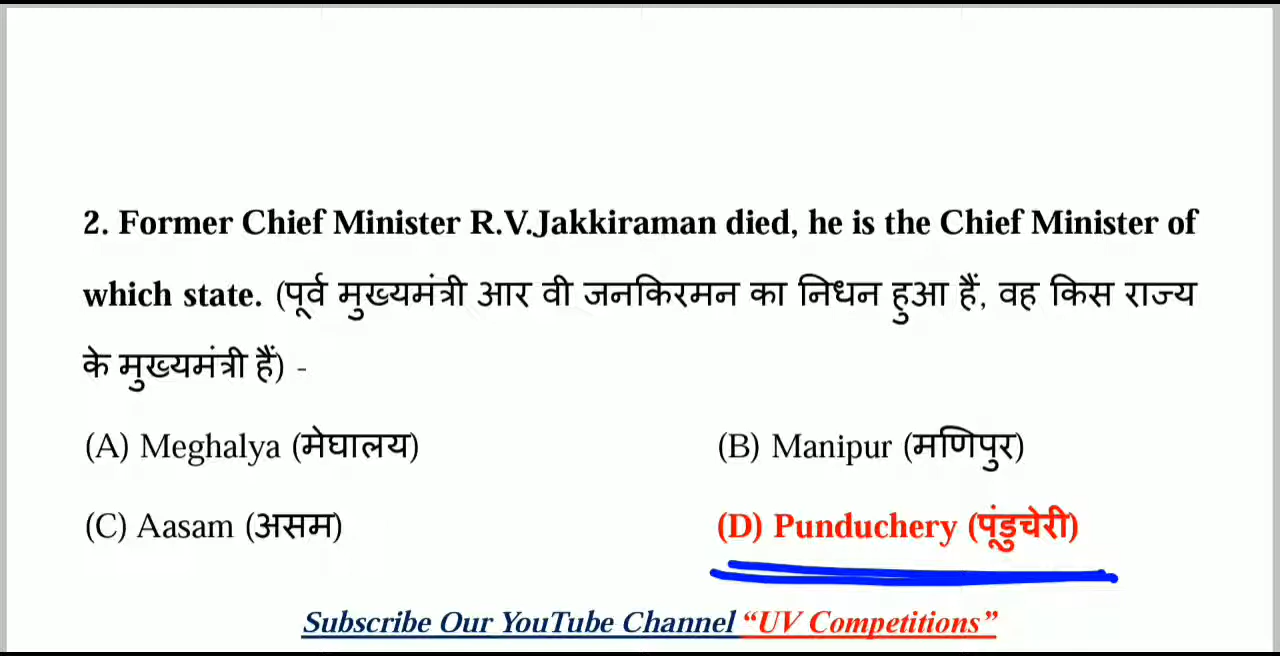 2. Former Chief Minister R.V.Jakkiraman died, he is the Chief Minister of
which state. (पूर्व मुख्यमंत्री आर वी जनकिरमन का निधन हुआ हैं, वह किस राज्य
के मुख्यमंत्री हैं) -
(A) Meghalya (मेघालय) (B) Manipur (मणिपुर)
(C) Aasam (असम) (D) Punduchery (पूंडुचेरी)
Subscribe Our YouTube Channel “UV Competitions”